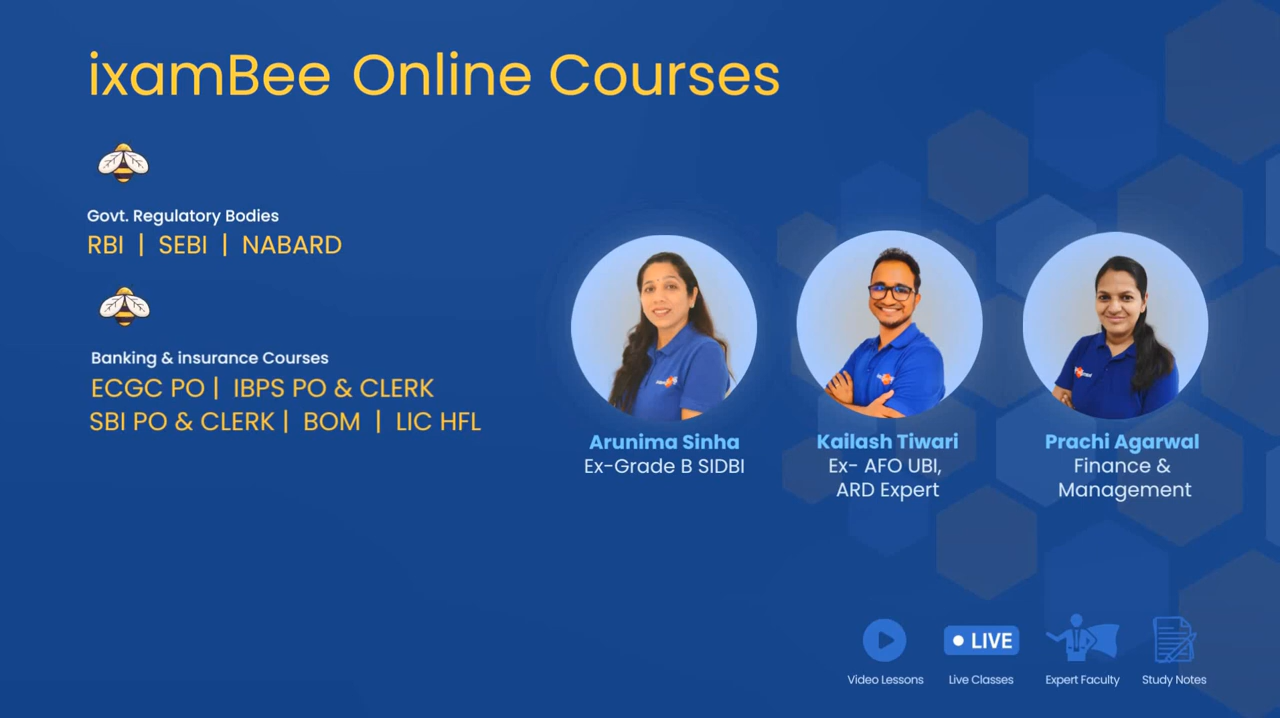 ixamBee Online Courses
Govt. Regulatory Bodies
RBI | SEBI | NABARD
Banking & insurance Courses
ECGC PO | IBPS PO & CLERK
SBI PO & CLERK | BOM | LIC HFL
Arunima Sinha
Ex-Grade B SIDBI
Kailash Tiwari
Ex- AFO UBI,
ARD Expert
Prachi Agarwal
Finance &
Management
LIVE
Video Lessons
Live Classes
Expert Faculty
Study Notes